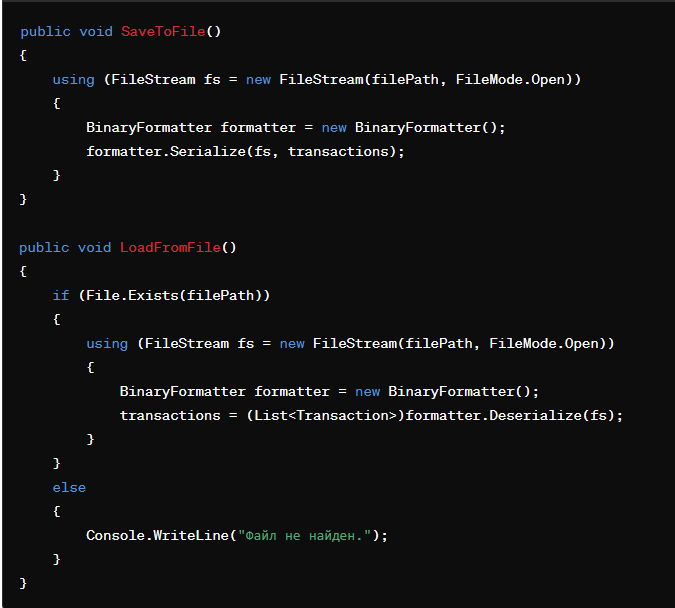 public void SaveToFile()
{
    using (FileStream fs = new FileStream(filePath, FileMode.Open))
    {
        BinaryFormatter formatter = new BinaryFormatter();
        formatter.Serialize(fs, transactions);
    }
}

public void LoadFromFile()
{
    if (File.Exists(filePath))
    {
        using (FileStream fs = new FileStream(filePath, FileMode.Open))
        {
            BinaryFormatter formatter = new BinaryFormatter();
            transactions = (List<Transaction>)formatter.Deserialize(fs);
        }
    }
    else
    {
        Console.WriteLine("Файл не найден.");
    }
}